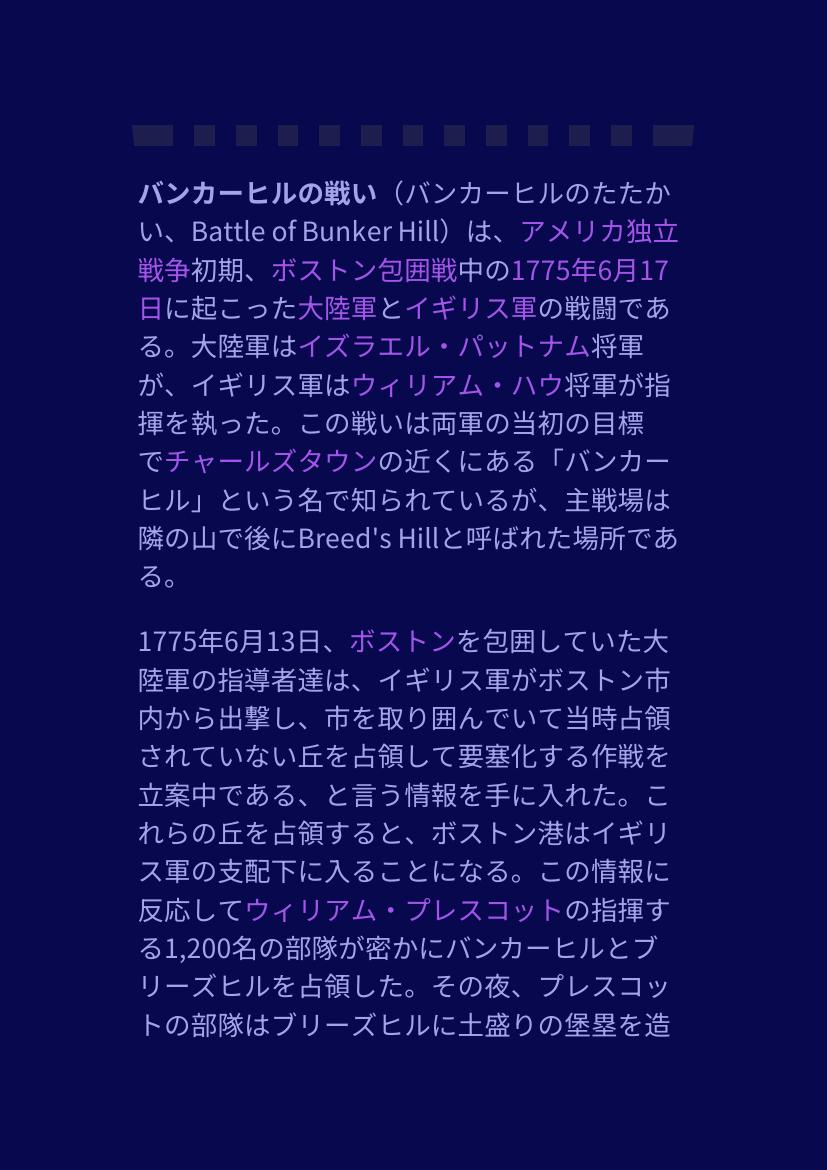 バンカーヒルの戦い（バンカーヒルのたたか
い、Battle of Bunker Hill）は、アメリカ独立
戦争初期、ボストン包囲戦中の1775年6月17
日に起こった大陸軍とイギリス軍の戦闘であ
る。大陸軍はイズラエル・パットナム将軍
が、イギリス軍はウィリアム・ハウ将軍が指
揮を執った。この戦いは両軍の当初の目標
でチャールズタウンの近くにある「バンカー
ヒル」という名で知られているが、主戦場は
隣の山で後にBreed's Hillと呼ばれた場所であ
る。
1775年6月13日、ボストンを包囲していた大
陸軍の指導者達は、イギリス軍がボストン市
内から出撃し、市を取り囲んでいて当時占領
されていない丘を占領して要塞化する作戦を
立案中である、と言う情報を手に入れた。こ
れらの丘を占領すると、ボストン港はイギリ
ス軍の支配下に入ることになる。この情報に
反応してウィリアム・プレスコットの指揮す
る1,200名の部隊が密かにバンカーヒルとブ
リーズヒルを占領した。その夜、プレスコッ
トの部隊はブリーズヒルに土盛りの堡塁を造